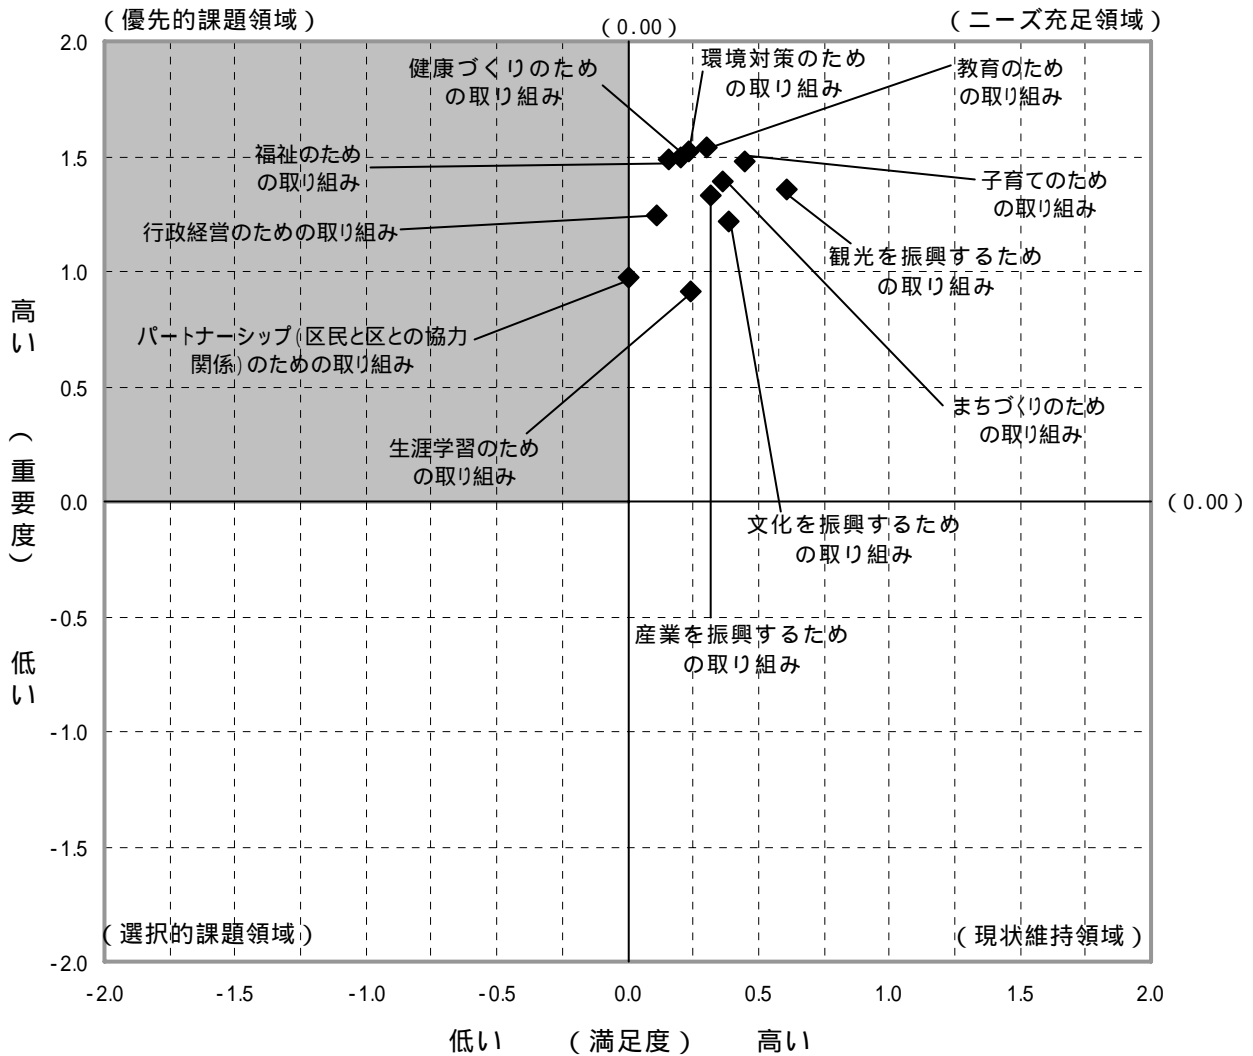 (優先的課題領域)
(0.00)
(ニーズ充足領域)
2.0
健康づくりのため
の取り組み
環境対策のため
の取り組み
教育のため
の取り組み
福祉のため
の取り組み
1.5
子育てのため
の取り組み
行政経営のための取り組み
観光を振興するため
の取り組み
1.0
高い
パートナーシップ(区民と区との協力
関係)のための取り組み
0.5
まちづくりのため
の取り組み
生涯学習のため
の取り組み
(重要度)
0.0
(0.00)
文化を振興するため
の取り組み
-0.5
産業を振興するため
の取り組み
低い
-1.0
-1.5
(選択的課題領域)
(現状維持領域)
-2.0
-2.0 -1.5 -1.0 -0.5 0.0 0.5 1.0 1.5 2.0
低い (満足度) 高い